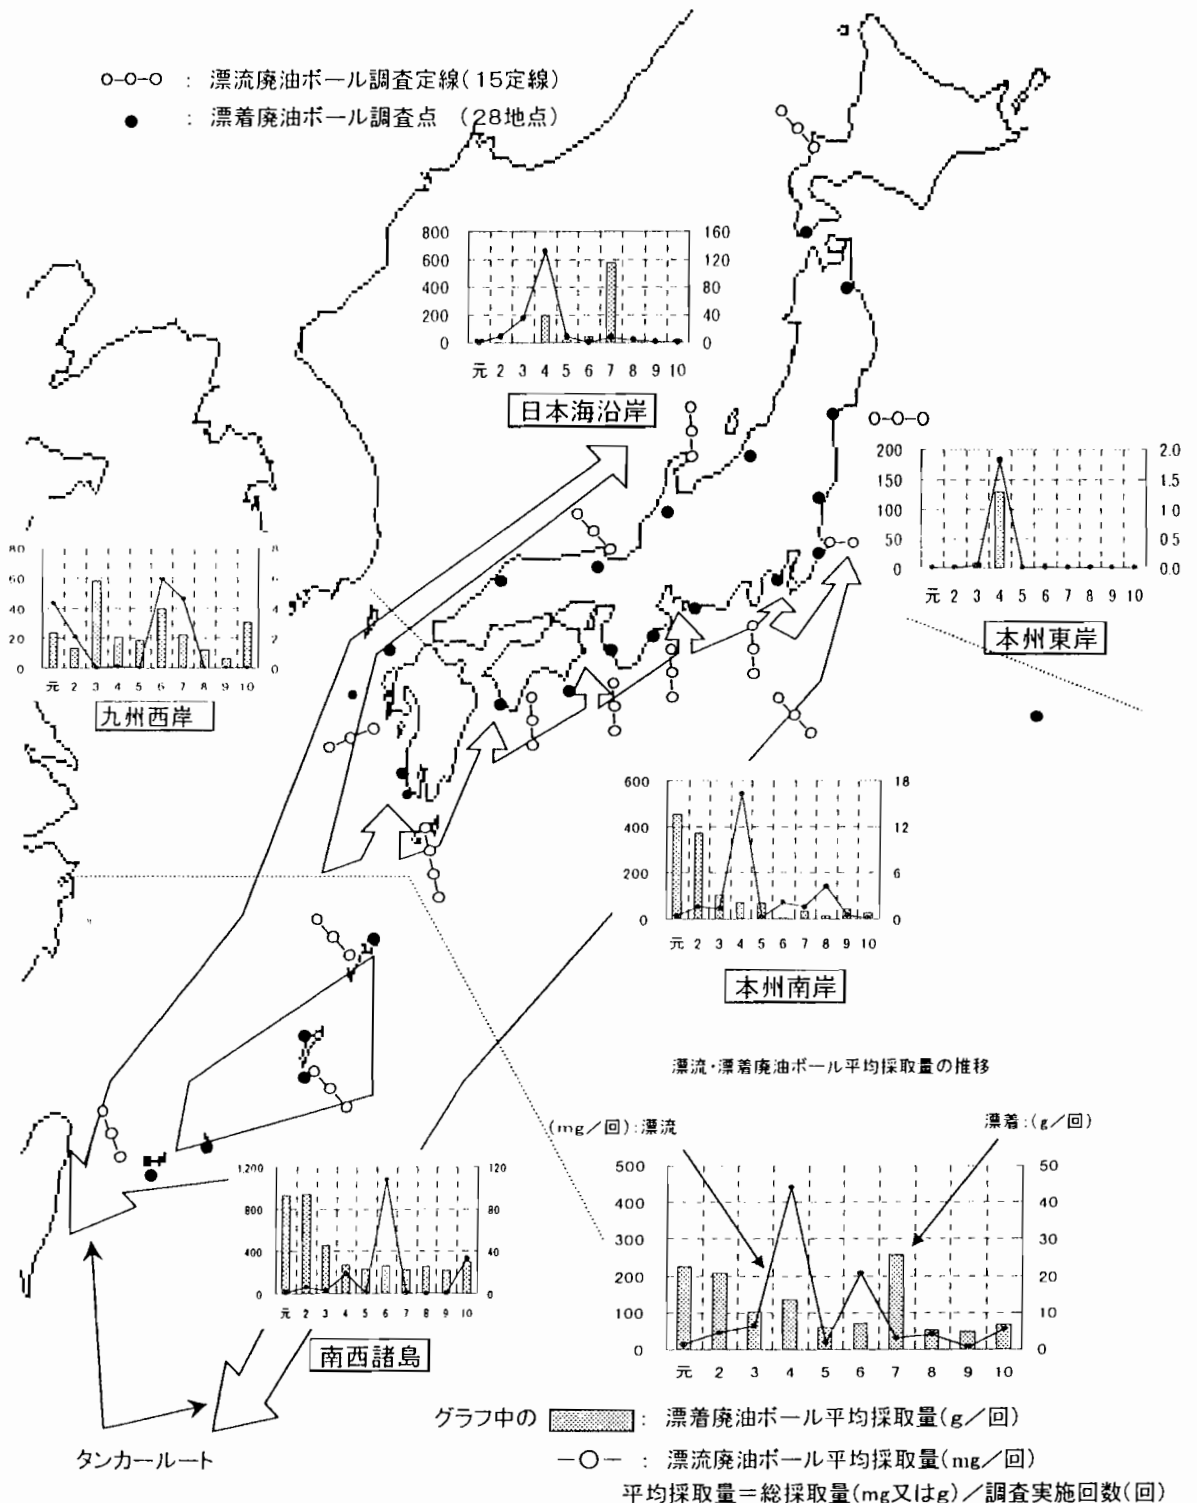 o-o-o : 漂流廃油ボール調査定線(15定線)
● : 漂着廃油ボール調査点 (28地点)
800 160
600 120
400 80
200 40
0 0
元 2 3 4 5 6 7 8 9 10
日本海沿岸
200 2.0
150 1.5
100 1.0
50 0.5
0 0.0
元 2 3 4 5 6 7 8 9 10
本州東岸
80 8
60 6
40 4
20 2
0 0
元 2 3 4 5 6 7 8 9 10
九州西岸
600 18
400 12
200 6
0 0
元 2 3 4 5 6 7 8 9 10
本州南岸
漂流・漂着廃油ボール平均採取量の推移
(mg/回):漂流
漂着:(g/回)
1,200 120
800 80
400 40
0 0
元 2 3 4 5 6 7 8 9 10
南西諸島
500 50
400 40
300 30
200 20
100 10
0 0
元 2 3 4 5 6 7 8 9 10
グラフ中の : 漂着廃油ボール平均採取量(g/回)
-O- : 漂流廃油ボール平均採取量(mg/回)
タンカールート
平均採取量=総採取量(mg又はg)/調査実施回数(回)